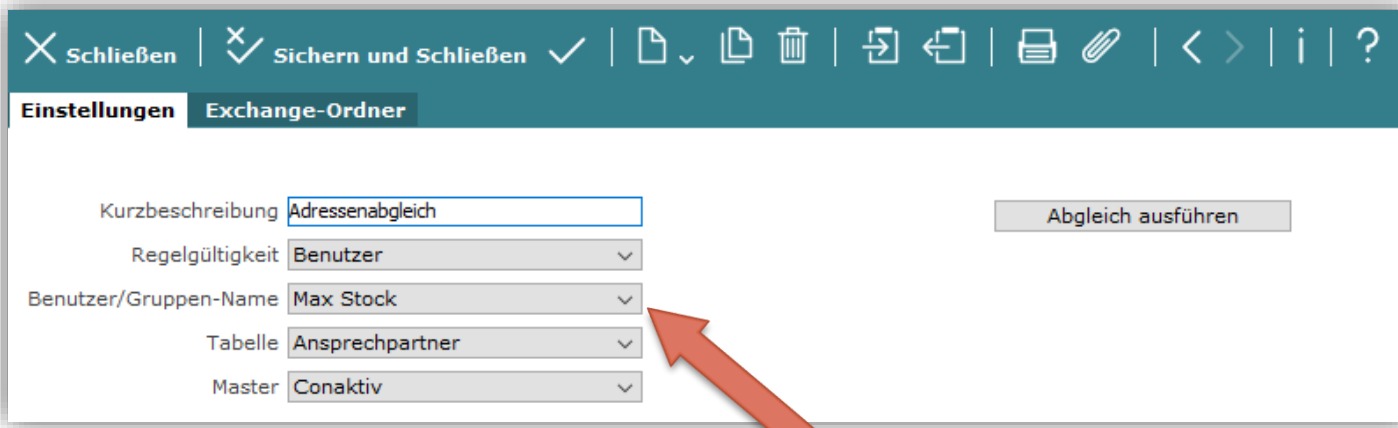 Schließen Sichern und Schließen
Einstellungen Exchange-Ordner
Kurzbeschreibung Adressenabgleich Abgleich ausführen
Regelgültigkeit Benutzer
Benutzer/Gruppen-Name Max Stock
Tabelle Ansprechpartner
Master Conaktiv